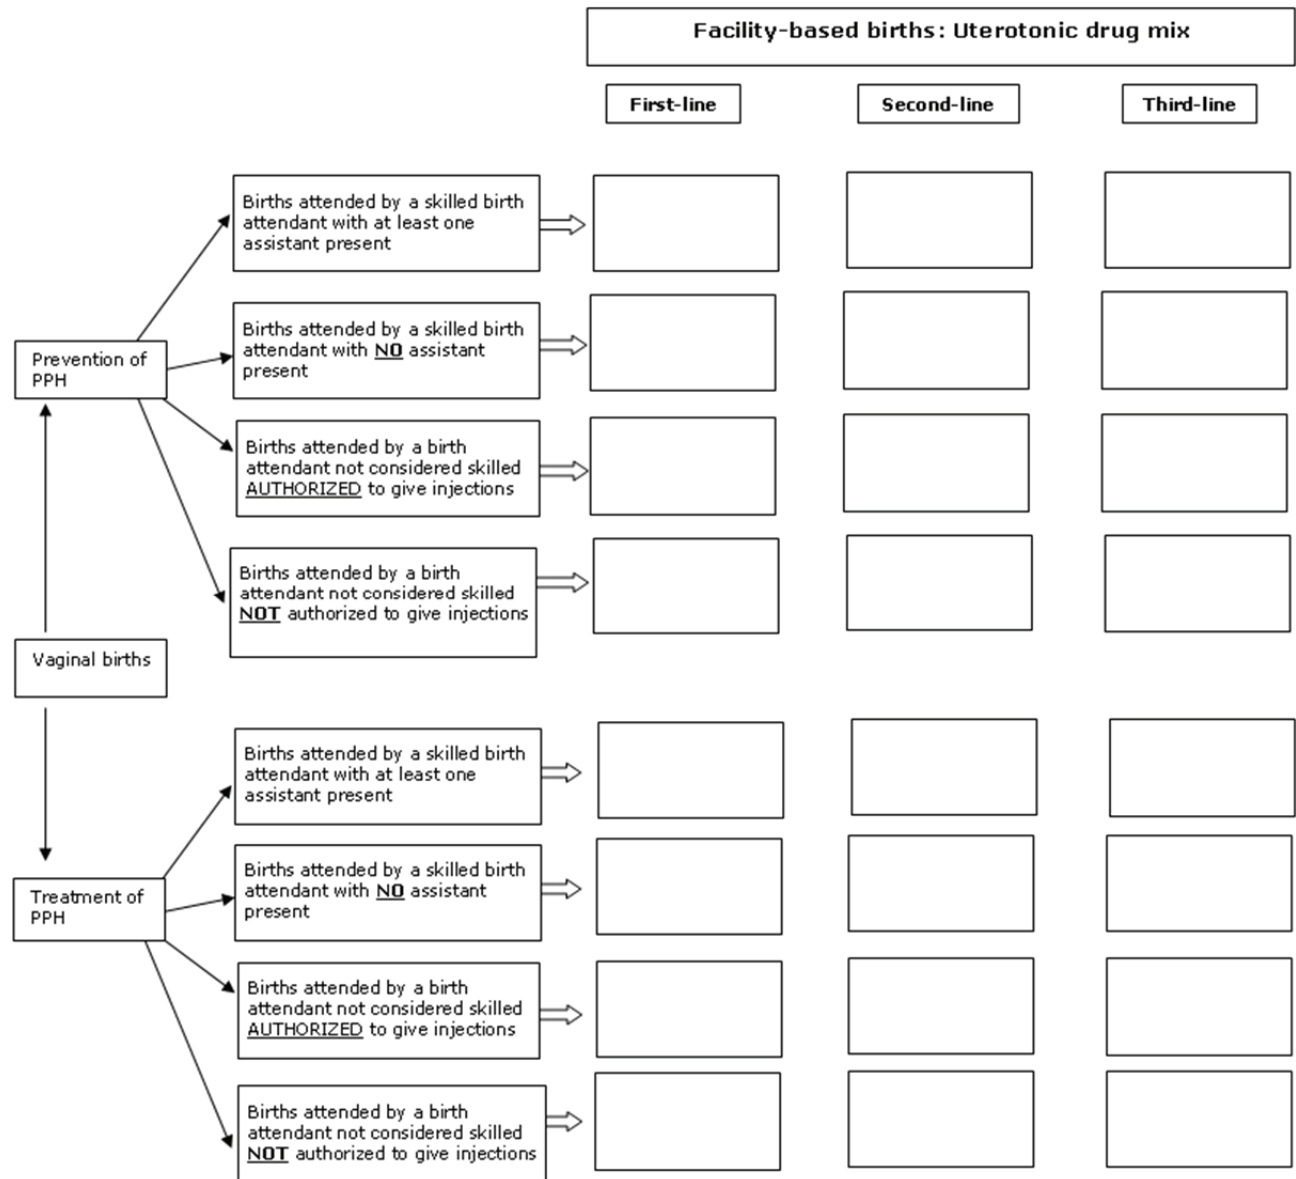 Facility-based births: Uterotonic drug mix
First-line
Second-line
Third-line
Births attended by a skilled birth
attendant with at least one
assistant present
Births attended by a skilled birth
attendant with NO assistant
present
Prevention of
PPH
Births attended by a birth
attendant not considered skilled
AUTHORIZED to give injections
Births attended by a birth
attendant not considered skilled
NOT authorized to give injections
Vaginal births
Births attended by a skilled birth
attendant with at least one
assistant present
Births attended by a skilled birth
attendant with NO assistant
present
Treatment of
PPH
Births attended by a birth
attendant not considered skilled
AUTHORIZED to give injections
Births attended by a birth
attendant not considered skilled
NOT authorized to give injections